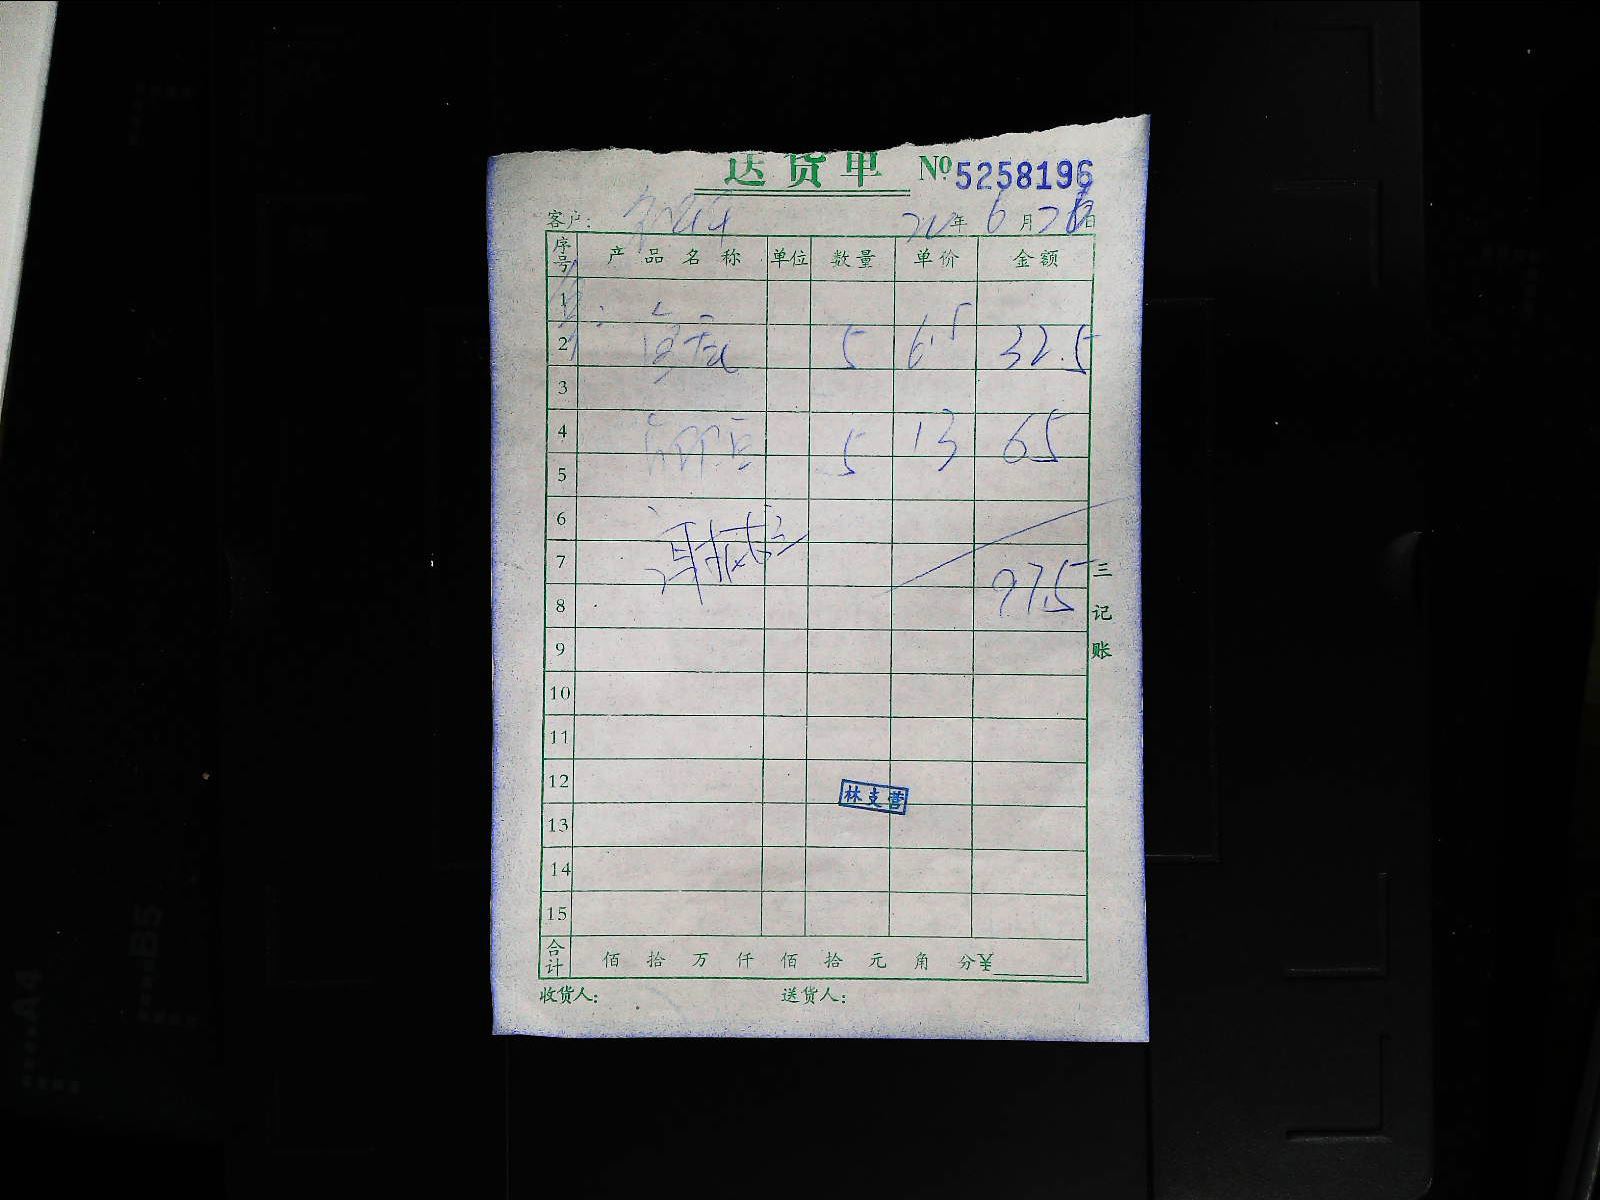 送货单 №5258196
客户： 年 6 月 26 日
序号 产品名称 单位 数量 单价 金额
1
2 5 6.5 32.5
3
4 5 13 65
5
6
7
97.5
8
9
10
11
12
林支营
13
14
15
合计 佰 拾 万 仟 佰 拾 元 角 分 ¥
收货人： 送货人：
三记账